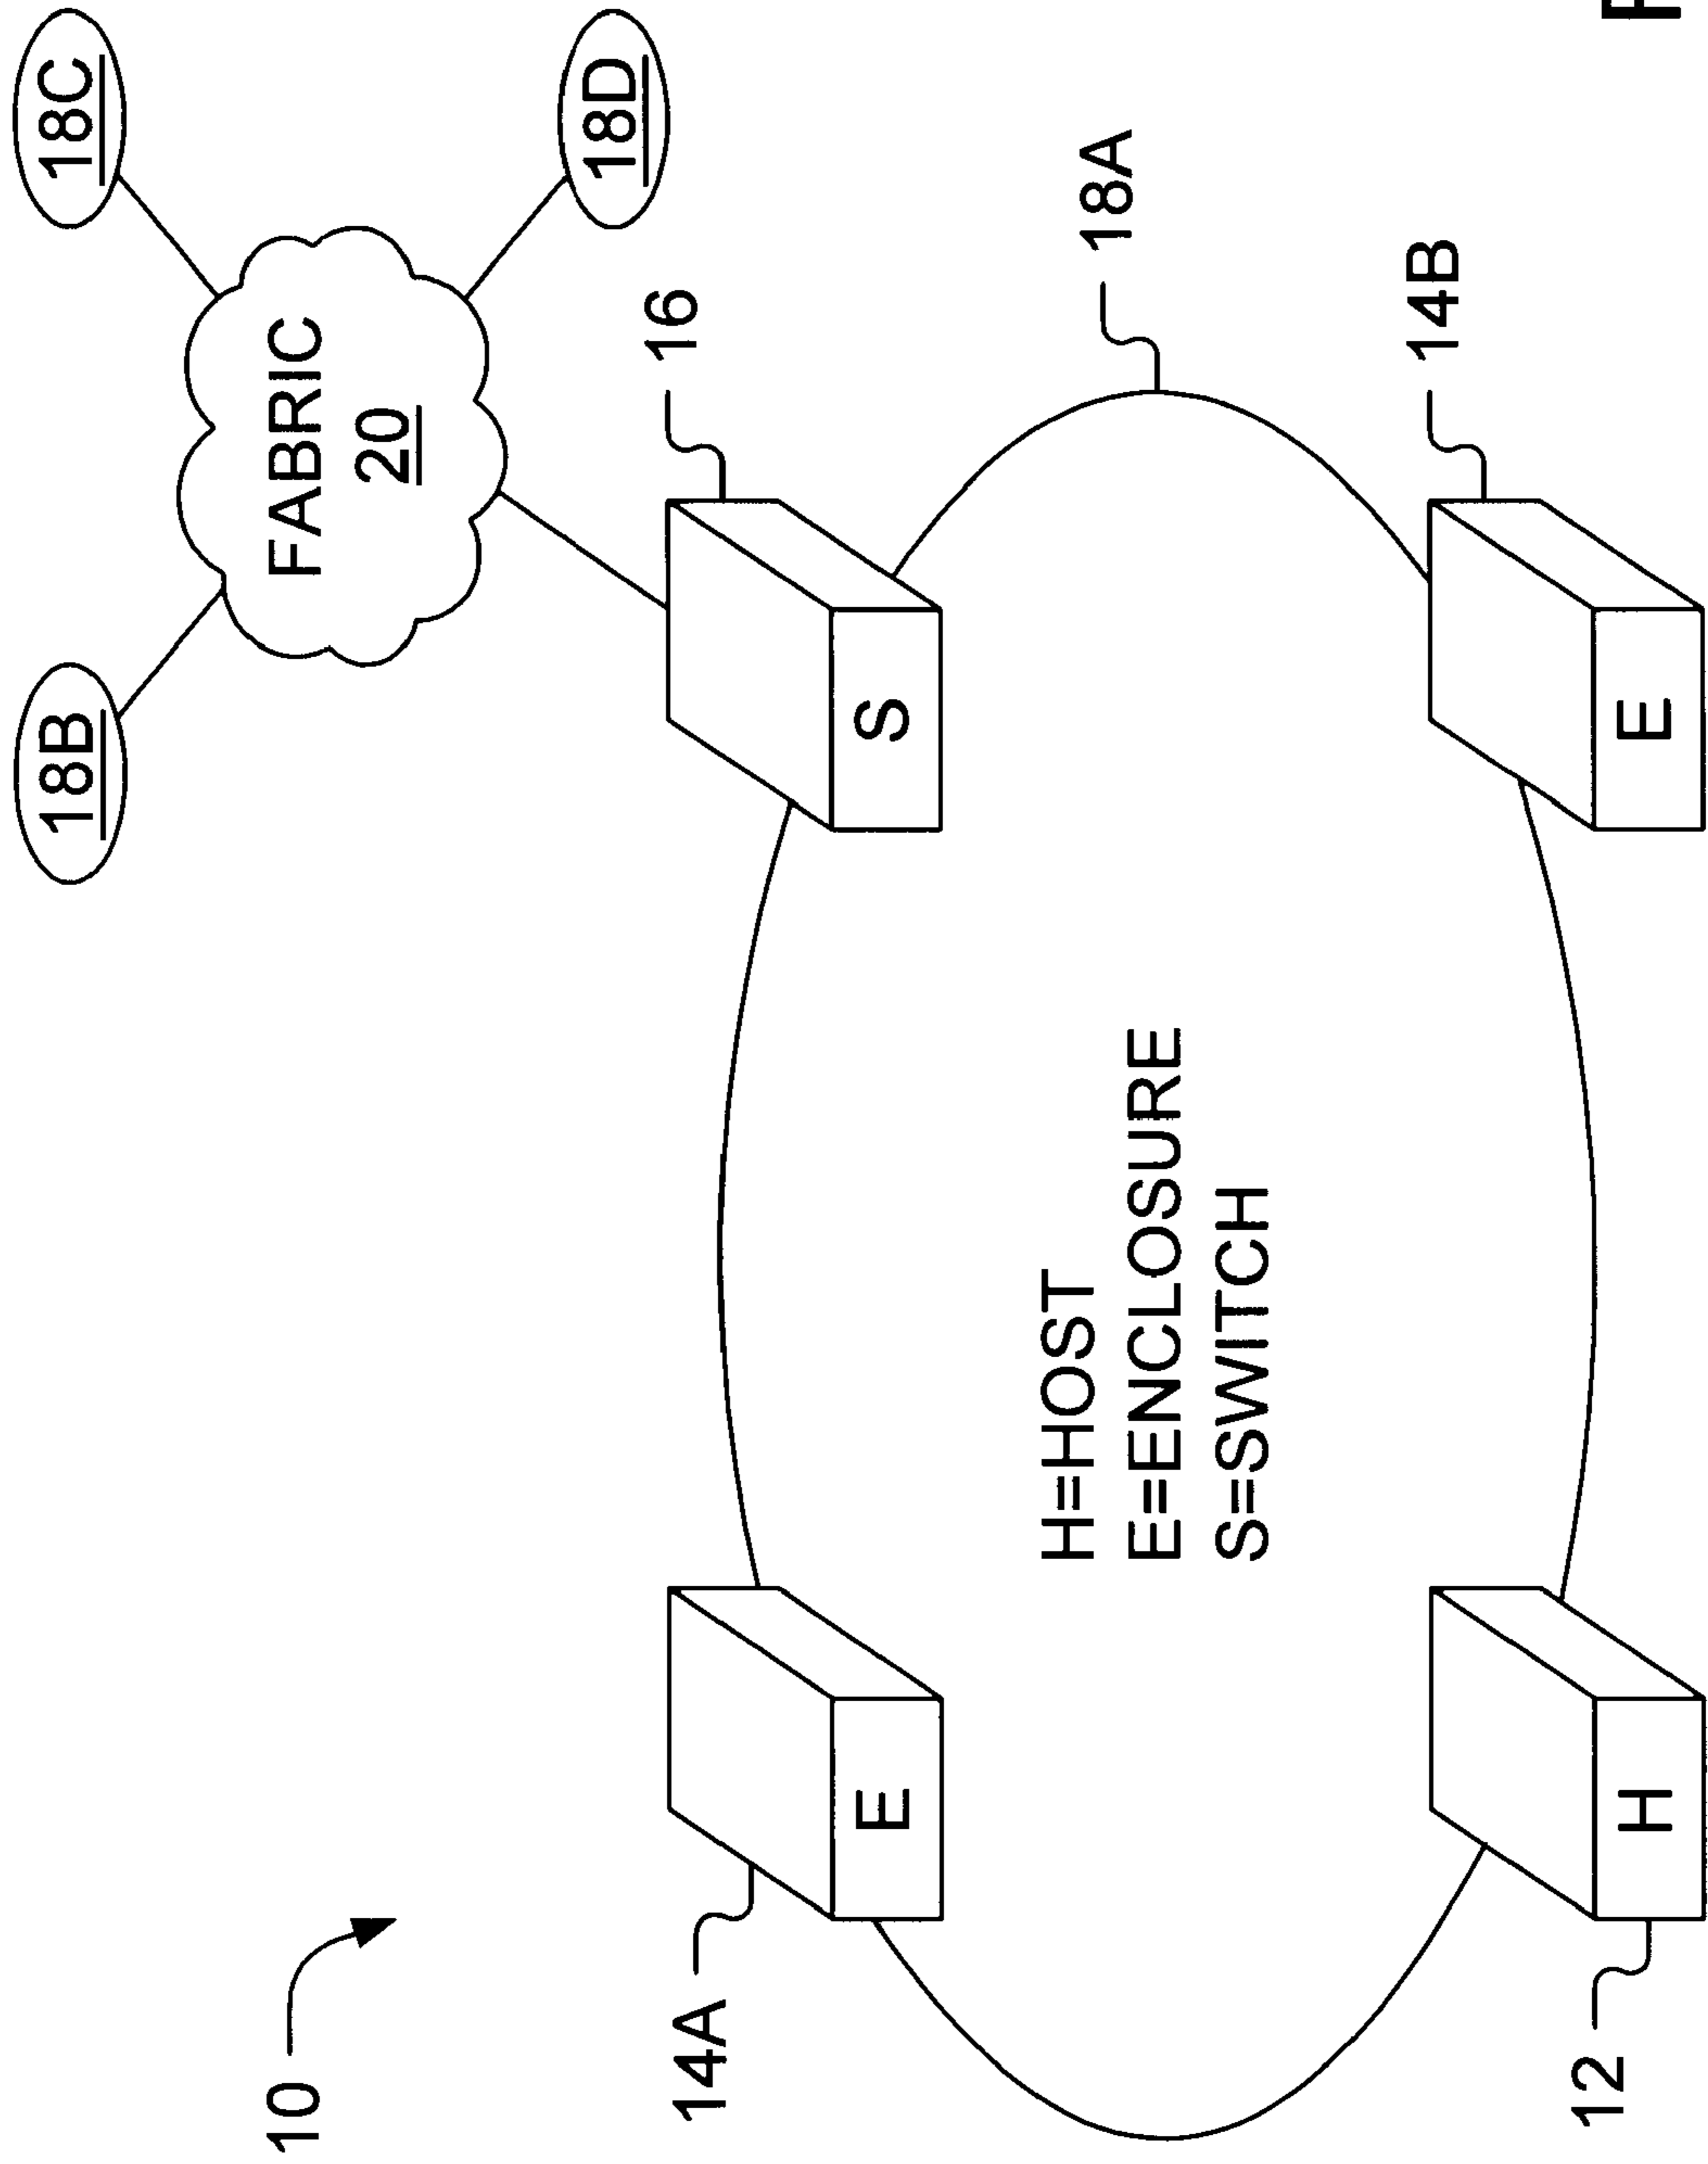 18B
18C
10
FABRIC
20
18D
14A
16
E
S
H=HOST
E=ENCLOSURE
S=SWITCH
18A
14B
12
H
E